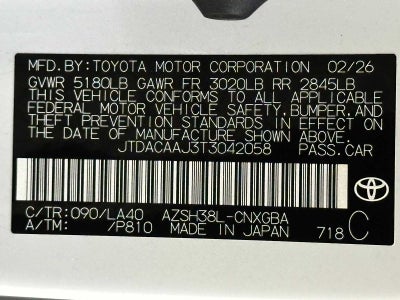 MFD.BY:TOYOTA MOTOR CORPORATION 02/26
GVWR 5180LB GAWR FR 3020LB RR 2845LB
THIS VEHICLE CONFORMS TO ALL APPLICABLE
FEDERAL MOTOR VEHICLE SAFETY,BUMPER,AND
THEFT PREVENTION STANDARDS IN EFFECT ON
THE DATE OF MANUFACTURE SHOWN ABOVE.
JTDACAAJ3T3042058 PASS.CAR
C/TR:090/LA40 AZSH38L-CNXGBA
A/TM: /P810 MADE IN JAPAN 718 C
TOYOTA